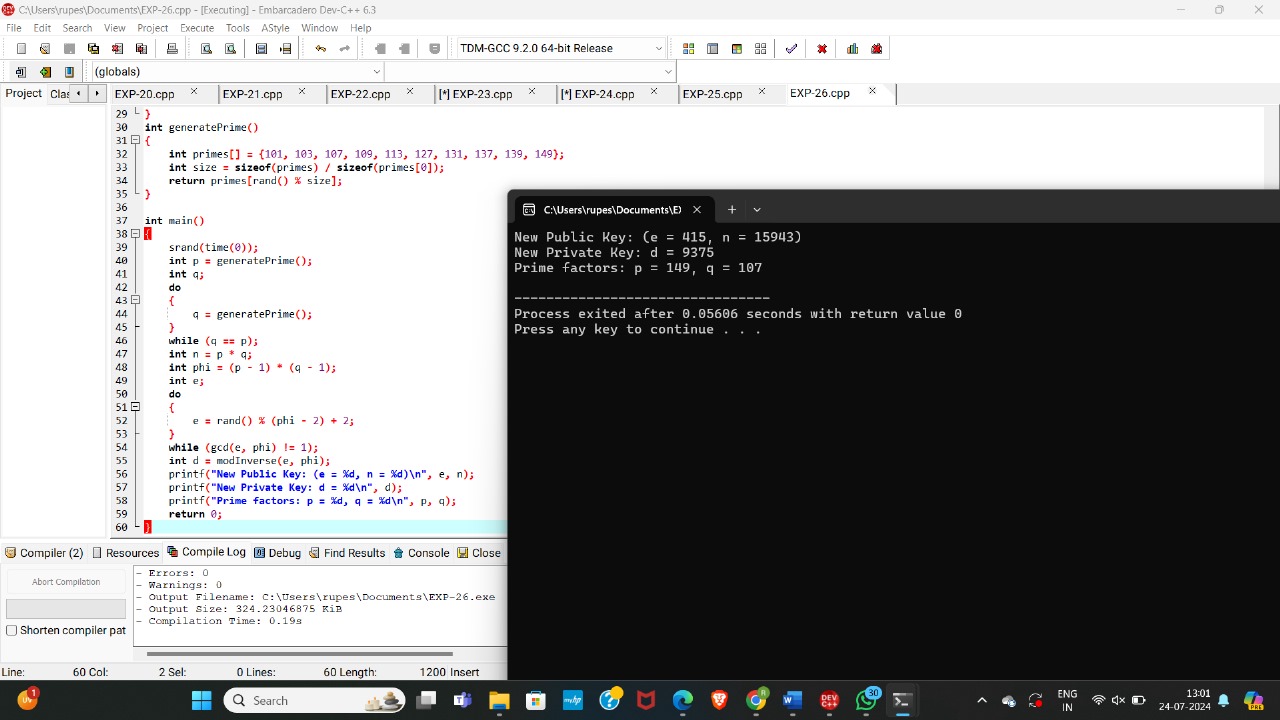 C:\Users\rupes\Documents\EXP-26.cpp - [Executing] - Embarcadero Dev-C++ 6.3
File Edit Search View Project Execute Tools AStyle Window Help
TDM-GCC 9.2.0 64-bit Release
(globals)
Project Clas EXP-20.cpp EXP-21.cpp EXP-22.cpp [*] EXP-23.cpp [*] EXP-24.cpp EXP-25.cpp EXP-26.cpp
29 }
30 int generatePrime()
31 {
32 int primes[] = {101, 103, 107, 109, 113, 127, 131, 137, 139, 149};
33 int size = sizeof(primes) / sizeof(primes[0]);
34 return primes[rand() % size];
35 }
36
37 int main()
38 {
39 srand(time(0));
40 int p = generatePrime();
41 int q;
42 do
43 {
44 q = generatePrime();
45 }
46 while (q == p);
47 int n = p * q;
48 int phi = (p - 1) * (q - 1);
49 int e;
50 do
51 {
52 e = rand() % (phi - 2) + 2;
53 }
54 while (gcd(e, phi) != 1);
55 int d = modInverse(e, phi);
56 printf("New Public Key: (e = %d, n = %d)\n", e, n);
57 printf("New Private Key: d = %d\n", d);
58 printf("Prime factors: p = %d, q = %d\n", p, q);
59 return 0;
60 }
C:\Users\rupes\Documents\E)
New Public Key: (e = 415, n = 15943)
New Private Key: d = 9375
Prime factors: p = 149, q = 107
--------------------------------
Process exited after 0.05606 seconds with return value 0
Press any key to continue . . .
Compiler (2) Resources Compile Log Debug Find Results Console Close
Abort Compilation
Shorten compiler pat
- Errors: 0
- Warnings: 0
- Output Filename: C:\Users\rupes\Documents\EXP-26.exe
- Output Size: 324.23046875 KiB
- Compilation Time: 0.19s
Line: 60 Col: 2 Sel: 0 Lines: 60 Length: 1200 Insert
1
Search
DEV
30
ENG
IN
13:01
24-07-2024
PRE